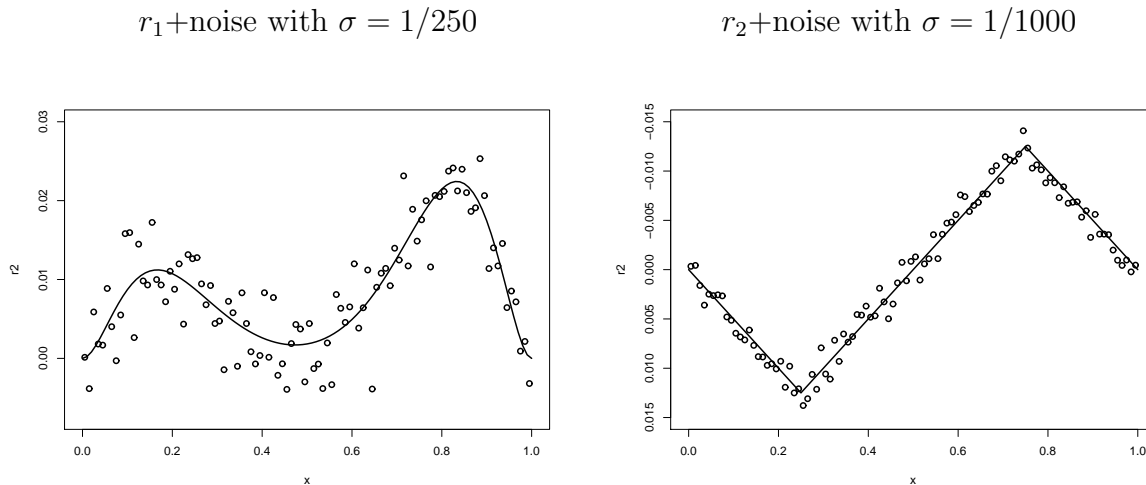 r₁+noise with σ = 1/250
r₂+noise with σ = 1/1000
r2
0.03
0.02
0.01
0.00
0.0 0.2 0.4 0.6 0.8 1.0
x
r2
−0.015
−0.010
−0.005
0.000
0.005
0.010
0.015
0.0 0.2 0.4 0.6 0.8 1.0
x